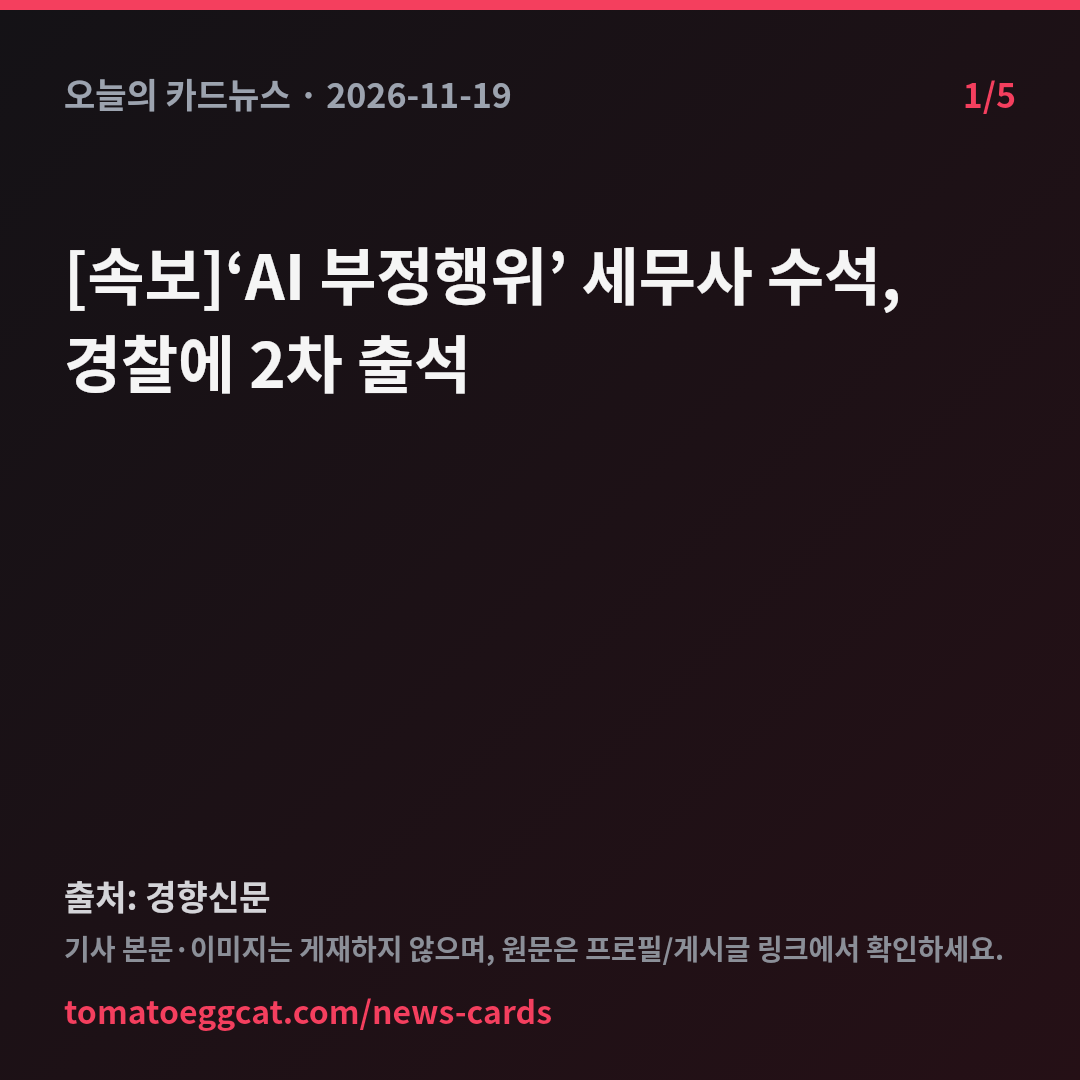 오늘의 카드뉴스 · 2026-11-19
1/5
[속보]‘AI 부정행위’ 세무사 수석,
경찰에 2차 출석
출처: 경향신문
기사 본문·이미지는 게재하지 않으며, 원문은 프로필/게시글 링크에서 확인하세요.
tomatoeggcat.com/news-cards